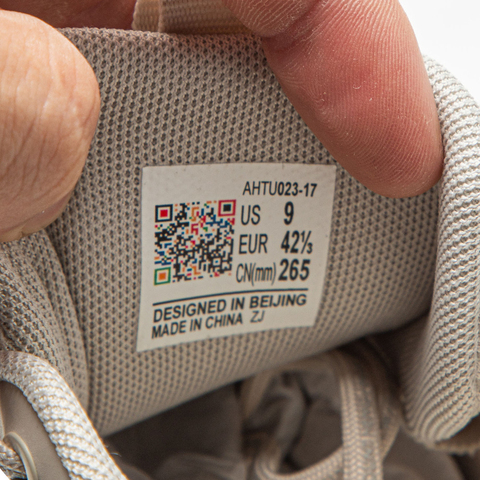 AHTU023-17
US 9
EUR 42⅓
CN(mm) 265
DESIGNED IN BEIJING
MADE IN CHINA ZJ